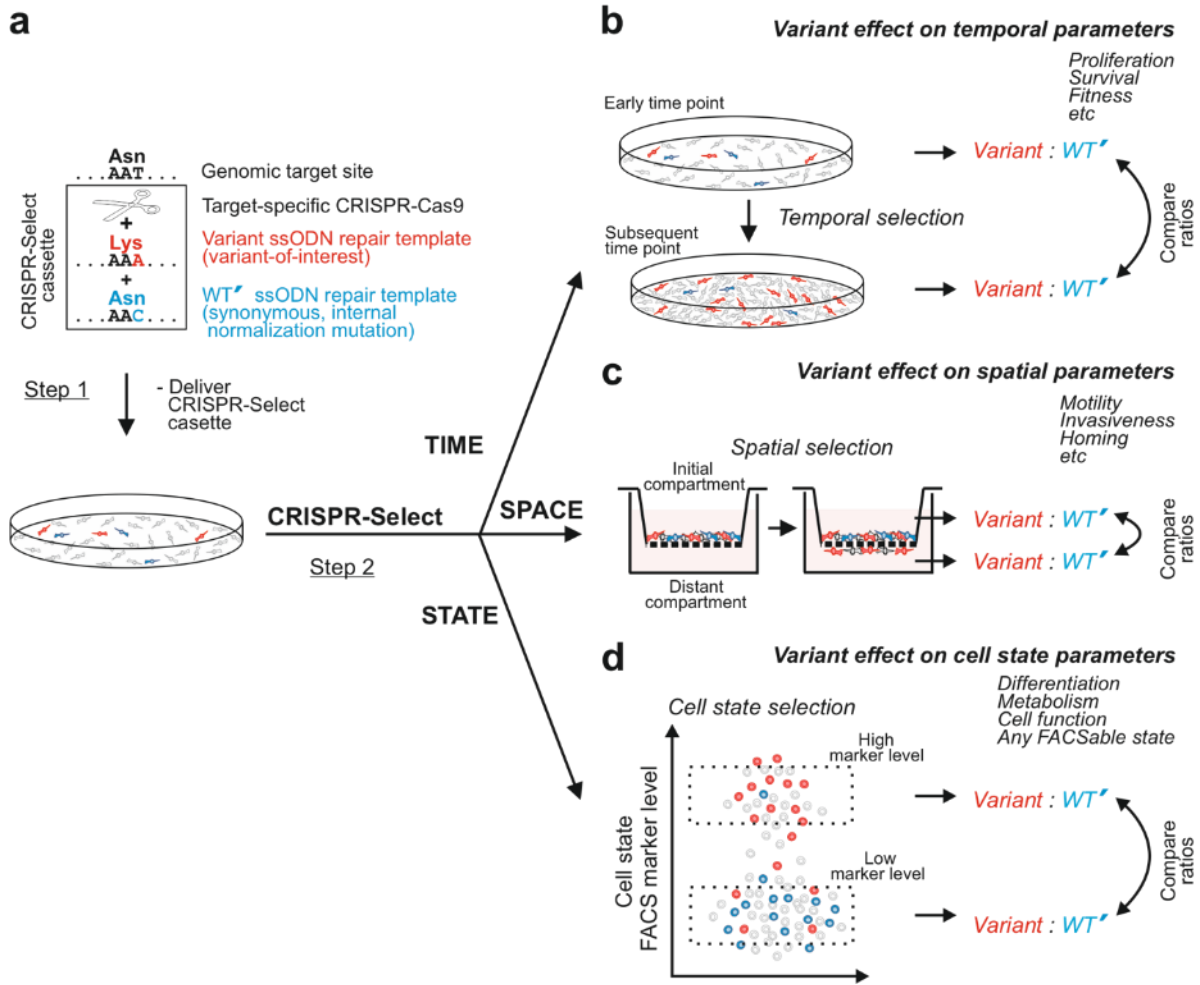 a
Asn
...AAT...
Genomic target site
CRISPR-Select
cassette
Target-specific CRISPR-Cas9
+
Lys
...AAA...
Variant ssODN repair template
(variant-of-interest)
+
Asn
...AAC...
WT′ ssODN repair template
(synonymous, internal
normalization mutation)
Step 1
- Deliver
CRISPR-Select
casette
CRISPR-Select
Step 2
TIME
SPACE
STATE
b
Variant effect on temporal parameters
Proliferation
Survival
Fitness
etc
Early time point
Variant : WT′
Temporal selection
Subsequent
time point
Variant : WT′
Compare
ratios
c
Variant effect on spatial parameters
Motility
Invasiveness
Homing
etc
Spatial selection
Initial
compartment
Distant
compartment
Variant : WT′
Variant : WT′
Compare
ratios
d
Variant effect on cell state parameters
Differentiation
Metabolism
Cell function
Any FACSable state
Cell state selection
High
marker level
Low
marker level
Cell state
FACS marker level
Variant : WT′
Variant : WT′
Compare
ratios